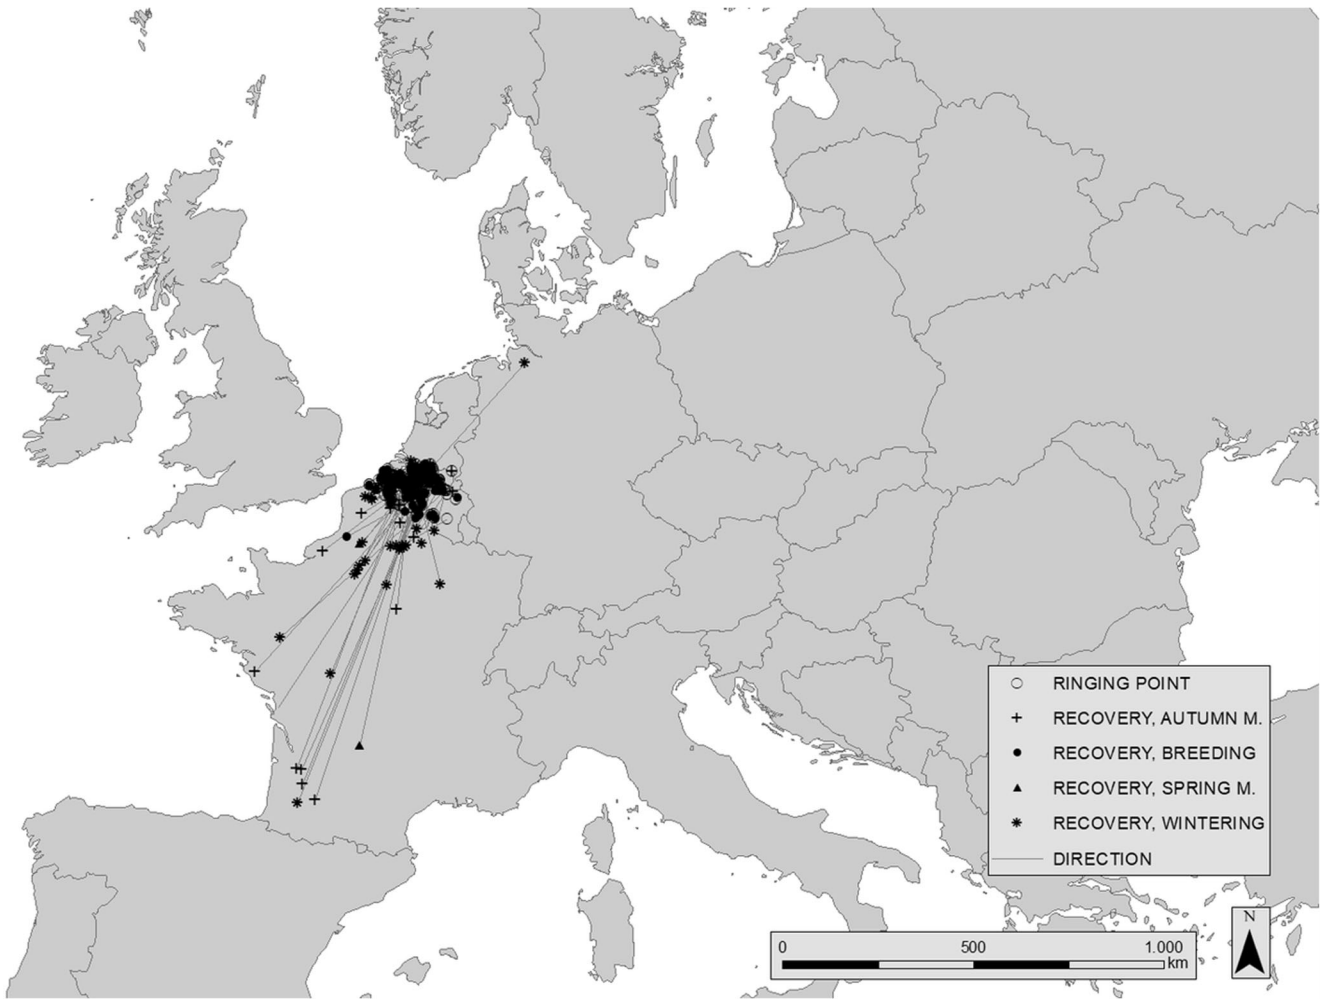 RINGING POINT
RECOVERY, AUTUMN M.
RECOVERY, BREEDING
RECOVERY, SPRING M.
RECOVERY, WINTERING
DIRECTION
N
0 500 1.000
km